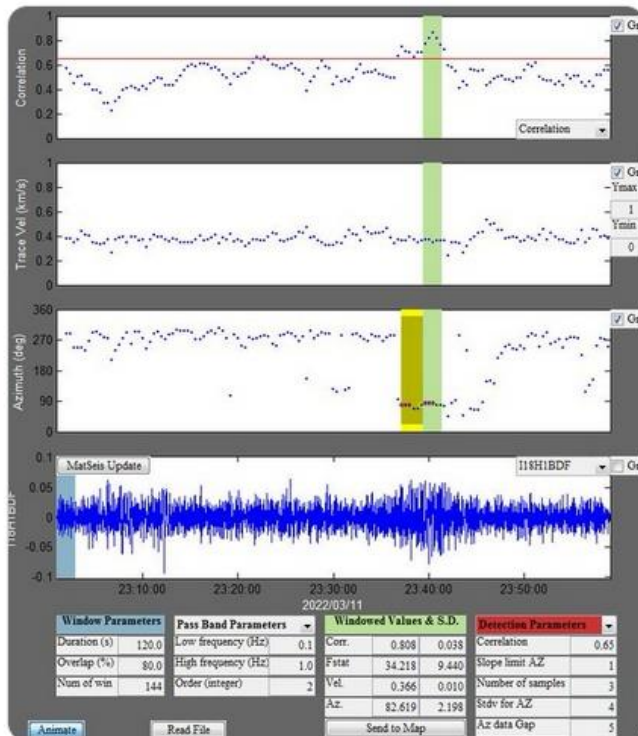 1
Gr
0.8
0.6
0.4
Correlation
0.2
Correlation
0
1
Gr
0.8
Ymax
0.6
1
Trace Vel (km/s)
0.4
Ymin
0.2
0
0
360
Gr
270
Azimuth (deg)
180
90
0
0.1
MatSeis Update
I18H1BDF
Gr
0.05
0
I18H1BDF
-0.05
-0.1
23:10:00 23:20:00 23:30:00 23:40:00 23:50:00
2022/03/11
Window Parameters Pass Band Parameters Windowed Values & S.D. Detection Parameters
Duration (s) 120.0 Low frequency (Hz) 0.1 Corr. 0.808 0.038 Correlation 0.65
Overlap (%) 80.0 High frequency (Hz) 1.0 Fstat 34.218 9.440 Slope limit AZ 1
Num of win 144 Order (integer) 2 Vel. 0.366 0.010 Number of samples 3
Az. 82.619 2.198 Stdv for AZ 4
Animate Read File Send to Map Az data Gap 5